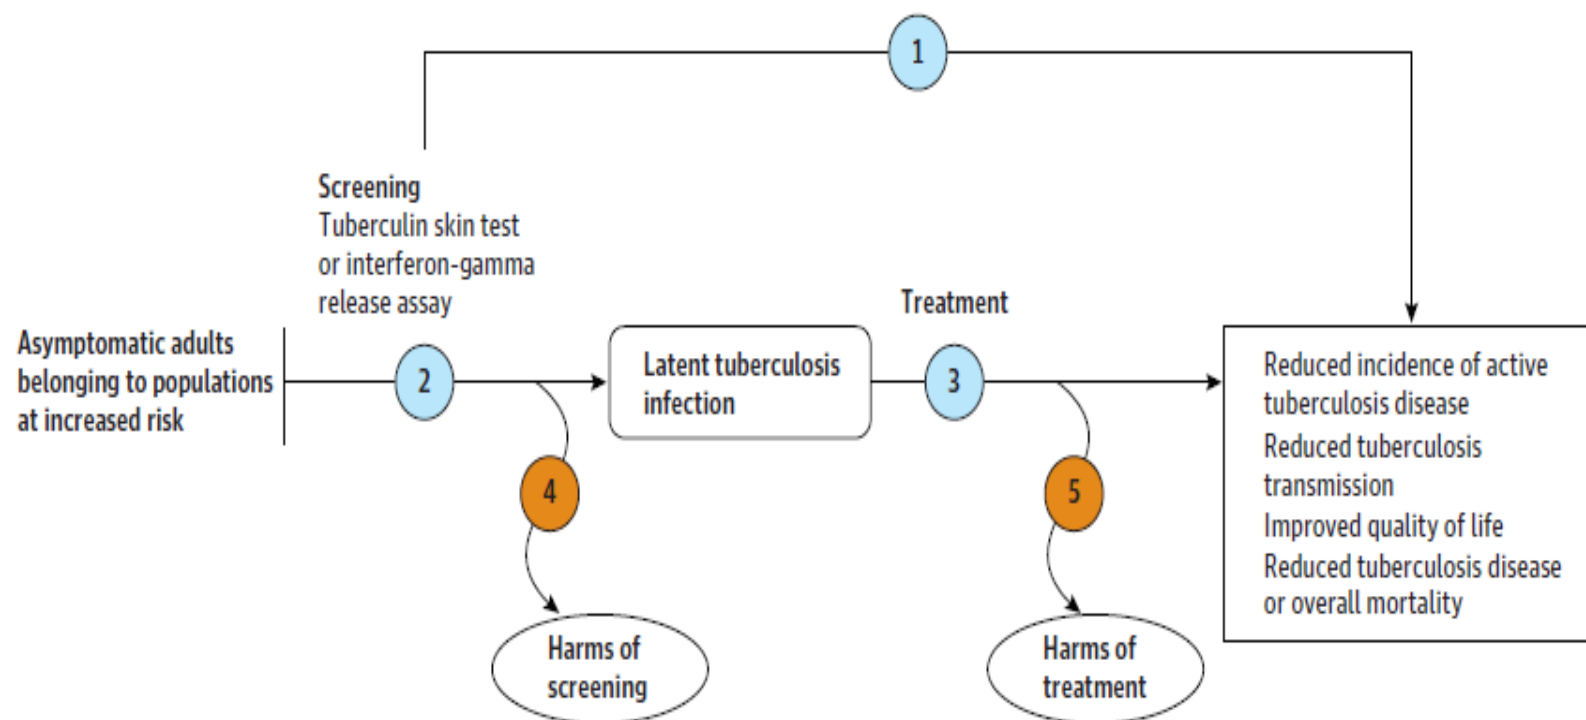 1
Screening
Tuberculin skin test
or interferon-gamma
release assay
Treatment
Asymptomatic adults
belonging to populations
at increased risk
2
Latent tuberculosis
infection
3
Reduced incidence of active
tuberculosis disease
Reduced tuberculosis
transmission
Improved quality of life
Reduced tuberculosis disease
or overall mortality
4
5
Harms of
screening
Harms of
treatment